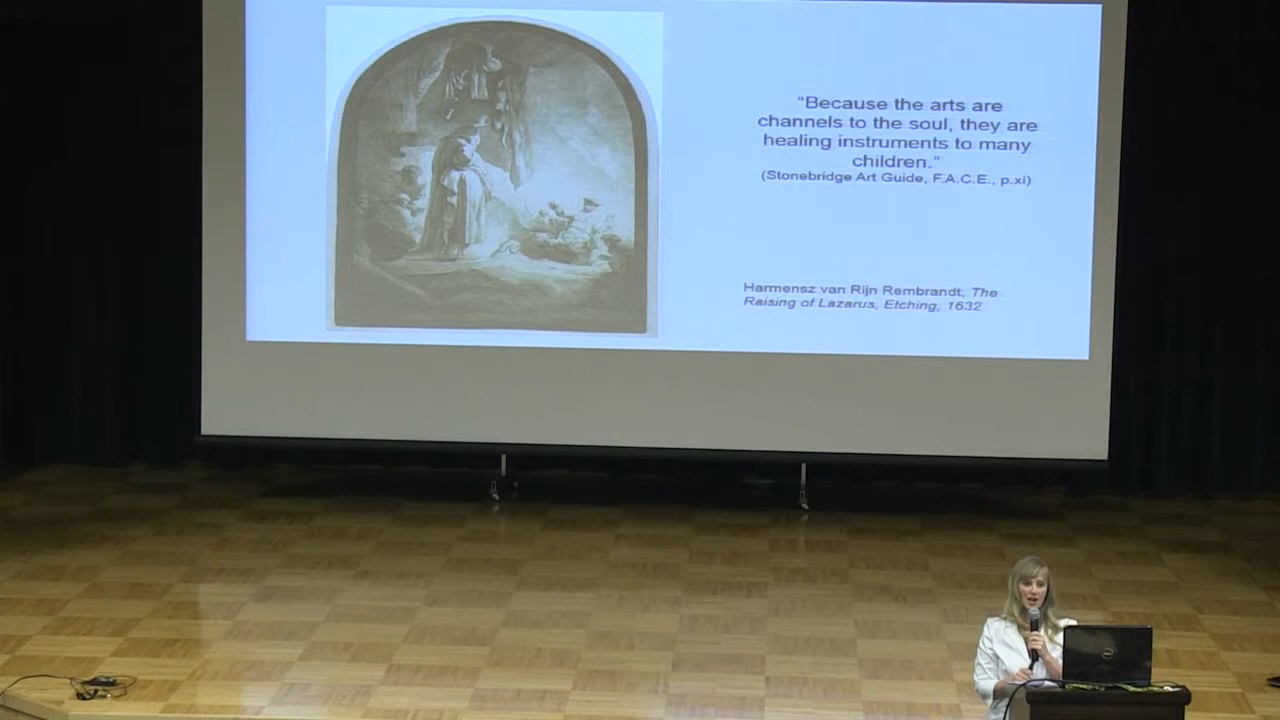 “Because the arts are
channels to the soul, they are
healing instruments to many
children.”
(Stonebridge Art Guide, F.A.C.E., p.xi)
Harmensz van Rijn Rembrandt, The
Raising of Lazarus, Etching, 1632